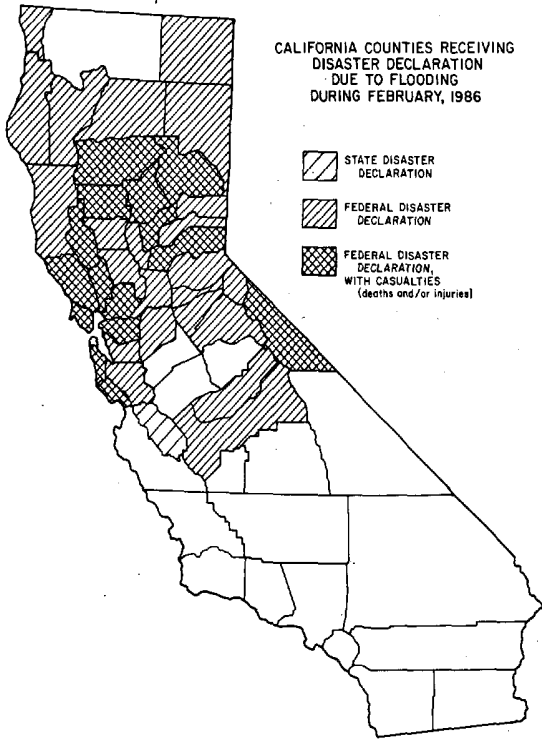 CALIFORNIA COUNTIES RECEIVING
DISASTER DECLARATION
DUE TO FLOODING
DURING FEBRUARY, 1986
STATE DISASTER
DECLARATION
FEDERAL DISASTER
DECLARATION
FEDERAL DISASTER
DECLARATION,
WITH CASUALTIES
(deaths and/or injuries)